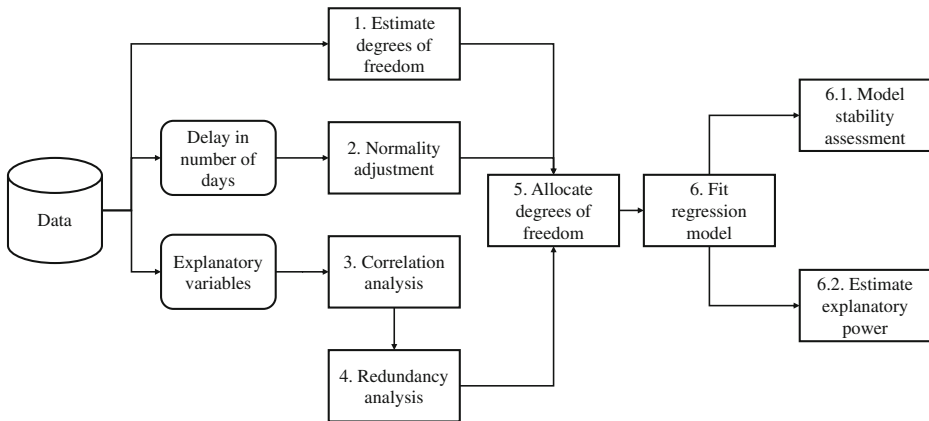 Data
1. Estimate
degrees of
freedom
Delay in
number of
days
2. Normality
adjustment
Explanatory
variables
3. Correlation
analysis
4. Redundancy
analysis
5. Allocate
degrees of
freedom
6. Fit
regression
model
6.1. Model
stability
assessment
6.2. Estimate
explanatory
power